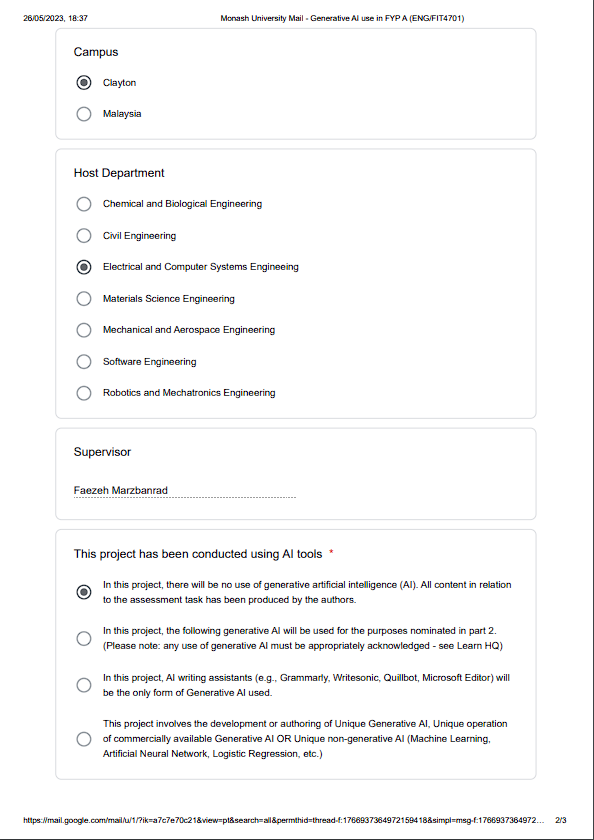 26/05/2023, 18:37 Monash University Mail - Generative AI use in FYP A (ENG/FIT4701)
Campus
Clayton
Malaysia
Host Department
Chemical and Biological Engineering
Civil Engineering
Electrical and Computer Systems Engineeing
Materials Science Engineering
Mechanical and Aerospace Engineering
Software Engineering
Robotics and Mechatronics Engineering
Supervisor
Faezeh Marzbanrad
This project has been conducted using AI tools *
In this project, there will be no use of generative artificial intelligence (AI). All content in relation
to the assessment task has been produced by the authors.
In this project, the following generative AI will be used for the purposes nominated in part 2.
(Please note: any use of generative AI must be appropriately acknowledged - see Learn HQ)
In this project, AI writing assistants (e.g., Grammarly, Writesonic, Quillbot, Microsoft Editor) will
be the only form of Generative AI used.
This project involves the development or authoring of Unique Generative AI, Unique operation
of commercially available Generative AI OR Unique non-generative AI (Machine Learning,
Artificial Neural Network, Logistic Regression, etc.)
https://mail.google.com/mail/u/1/?ik=a7c7e70c21&view=pt&search=all&permthid=thread-f:1766937364972159418&simpl=msg-f:1766937364972... 2/3